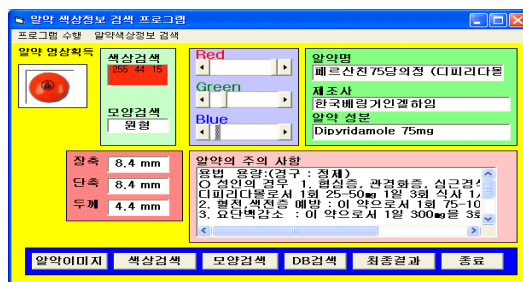 알약 색상정보 검색 프로그램
프로그램 수행 알약색상정보 검색
알약 영상획득
색상검색
255 44 15
모양검색
원형
Red
Green
Blue
알약명
페르산진75당의정 (디피리다몰
제조사
한국베링거인겔하임
알약 성분
Dipyridamole 75mg
장축 8.4 mm
단축 8.4 mm
두께 4.4 mm
알약의 주의 사항
용법 용량:(경구 : 정제)
○ 성인의 경우 1. 협심증, 관경화증, 심근경
디피리다몰로서 1회 25-50mg 1일 3회 식사 1
2. 혈전,색전증 예방 : 이 약으로서 1회 75-10
3. 요단백감소 : 이 약으로서 1일 300mg을 3회
알약이미지 색상검색 모양검색 DB검색 최종결과 종료